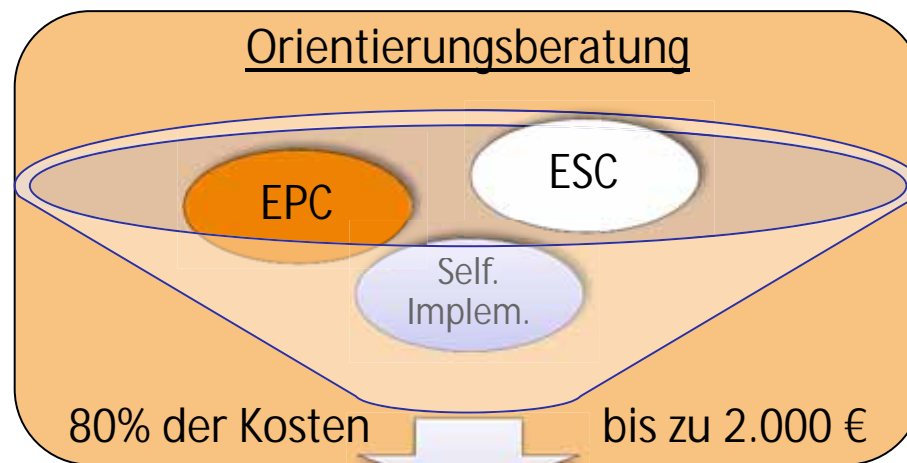 Orientierungsberatung
EPC
ESC
Self.
Implem.
80% der Kosten
bis zu 2.000 €